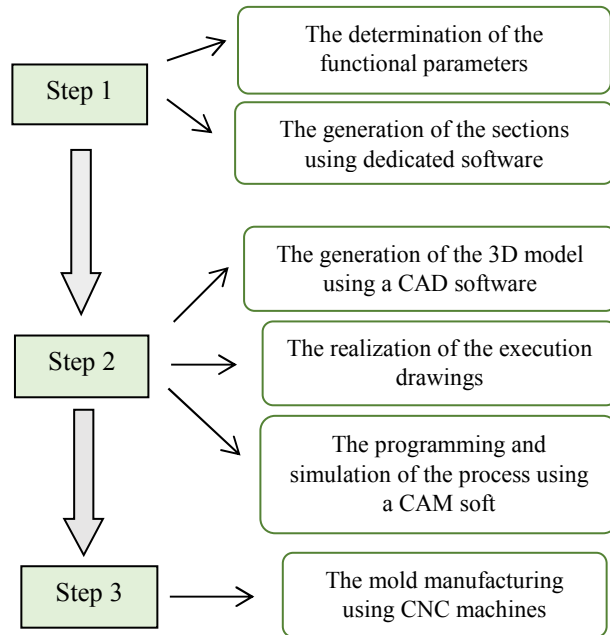 Step 1
The determination of the
functional parameters
The generation of the sections
using dedicated software
Step 2
The generation of the 3D model
using a CAD software
The realization of the execution
drawings
The programming and
simulation of the process using
a CAM soft
Step 3
The mold manufacturing
using CNC machines